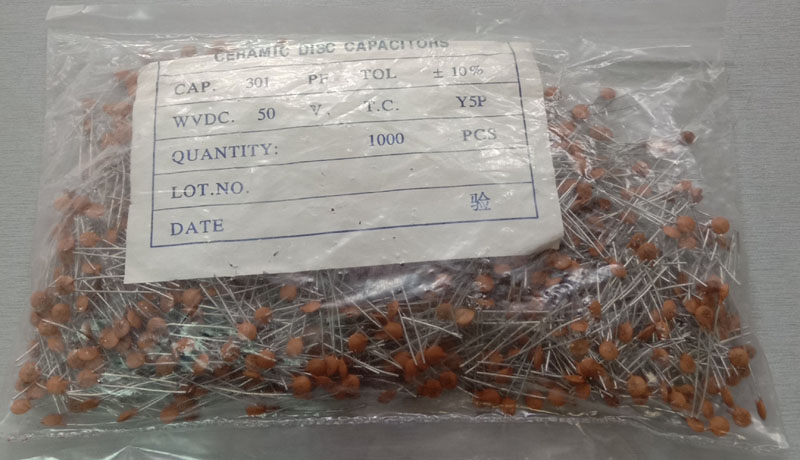 CERAMIC DISC CAPACITORS
CAP. 301 PF TOL ± 10%
WVDC. 50 V. T.C. Y5P
QUANTITY: 1000 PCS
LOT.NO.
DATE 验